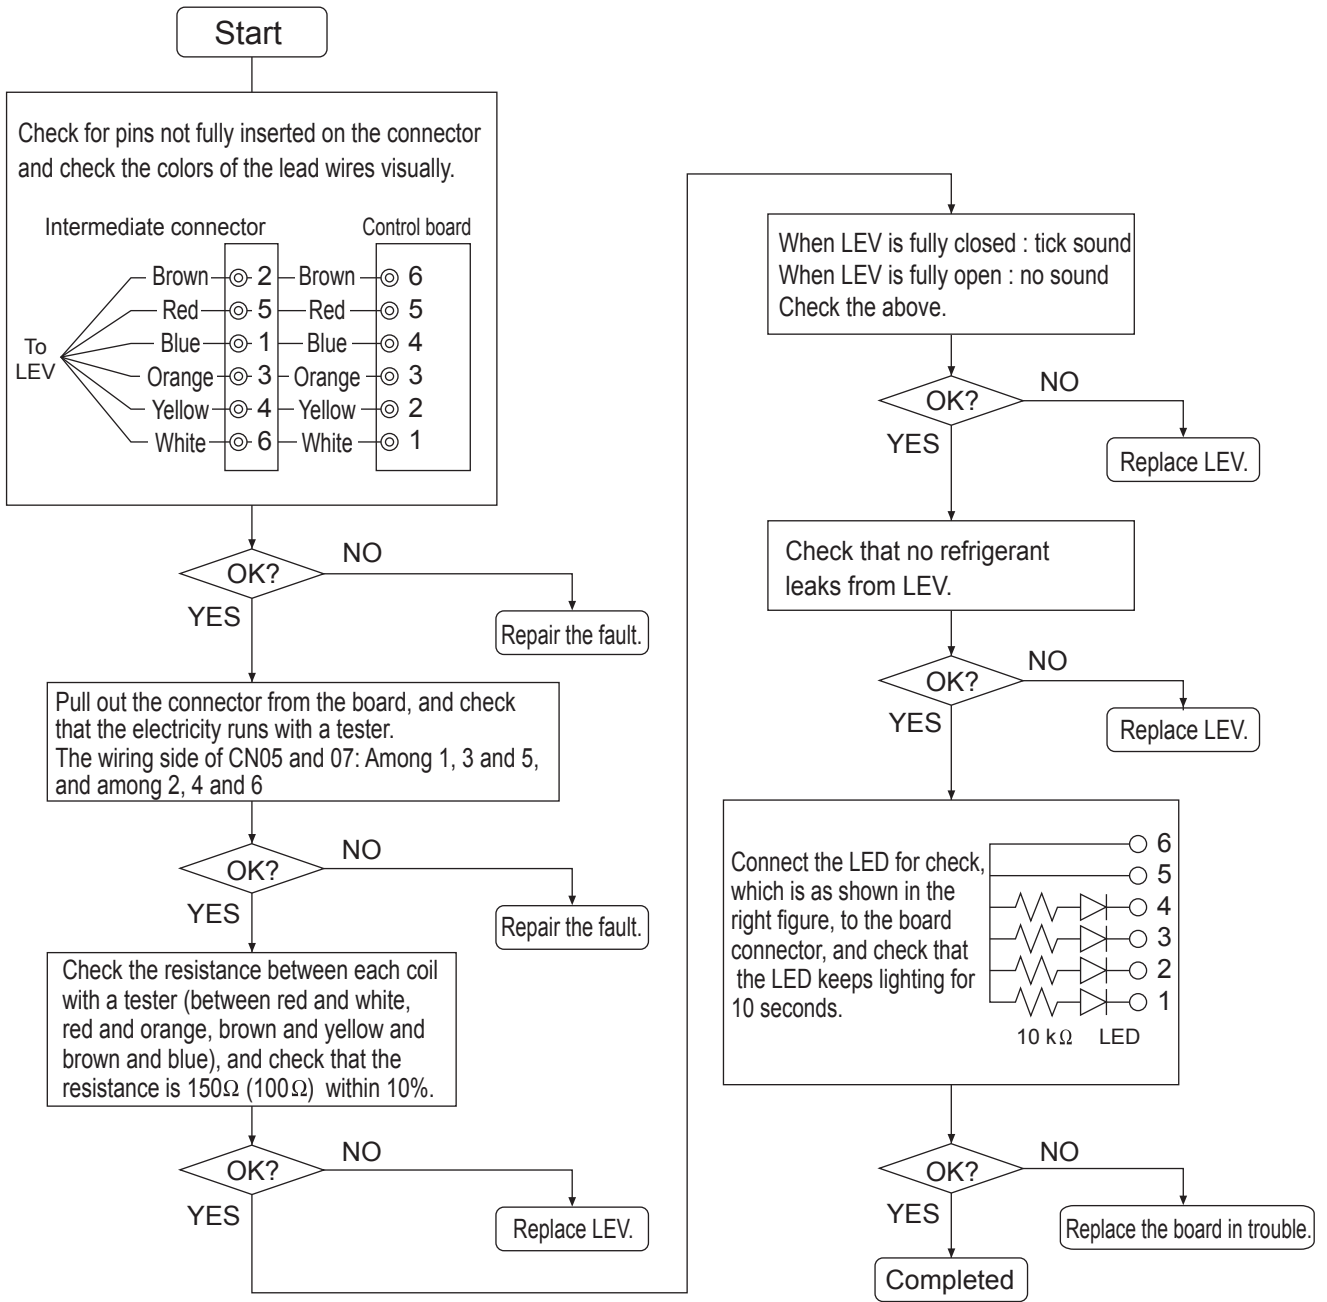 Start
Check for pins not fully inserted on the connector
and check the colors of the lead wires visually.
Intermediate connector Control board
Brown 2 Brown 6
Red 5 Red 5
Blue 1 Blue 4
To
LEV
Orange 3 Orange 3
Yellow 4 Yellow 2
White 6 White 1
OK?
NO
YES
Repair the fault.
Pull out the connector from the board, and check
that the electricity runs with a tester.
The wiring side of CN05 and 07: Among 1, 3 and 5,
and among 2, 4 and 6
OK?
NO
YES
Repair the fault.
Check the resistance between each coil
with a tester (between red and white,
red and orange, brown and yellow and
brown and blue), and check that the
resistance is 150Ω (100Ω) within 10%.
OK?
NO
YES
Replace LEV.
When LEV is fully closed : tick sound
When LEV is fully open : no sound
Check the above.
OK?
NO
YES
Replace LEV.
Check that no refrigerant
leaks from LEV.
OK?
NO
YES
Replace LEV.
Connect the LED for check,
which is as shown in the
right figure, to the board
connector, and check that
the LED keeps lighting for
10 seconds.
6
5
4
3
2
1
10 kΩ LED
OK?
NO
YES
Replace the board in trouble.
Completed